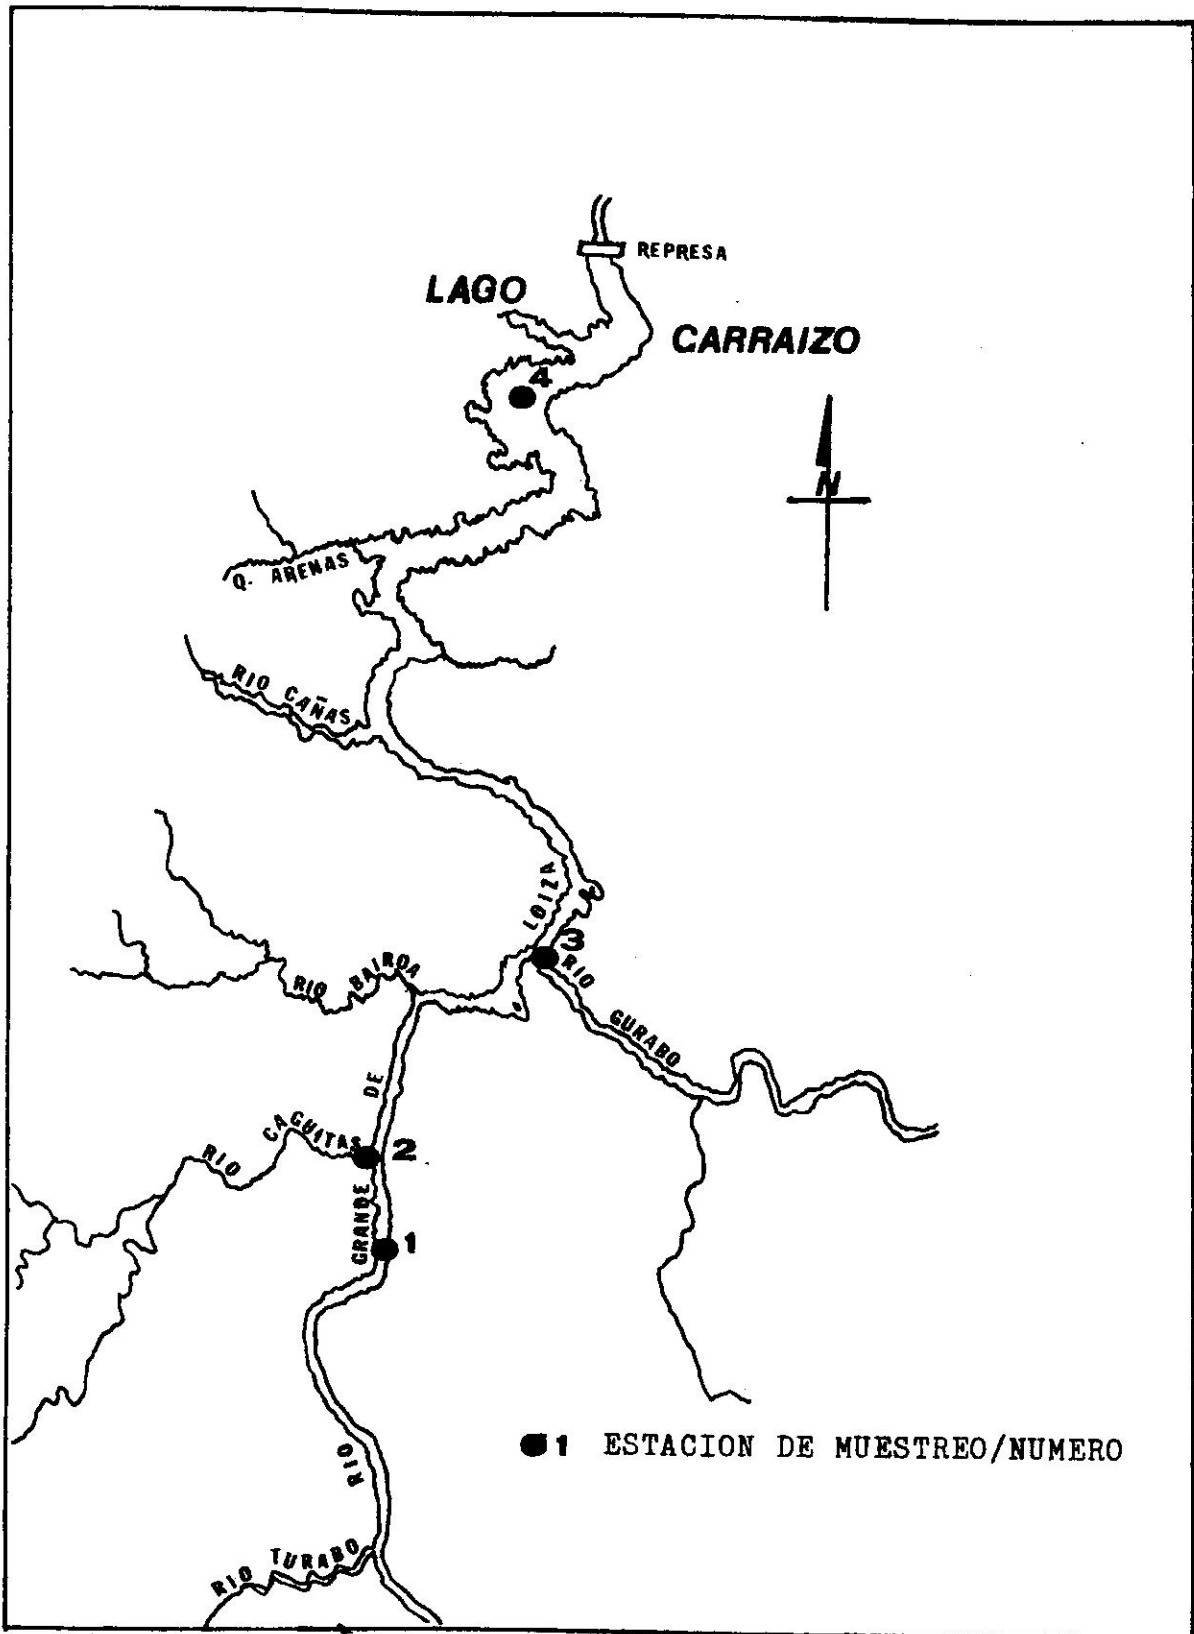 REPRESA
LAGO
CARRAIZO
4
N
Q. ARENAS
RIO CAÑAS
LOIZA
3
RIO BAIROA
RIO GURABO
DE
RIO CAGUITAS
2
GRANDE
1
RIO
1 ESTACION DE MUESTREO/NUMERO
RIO TURABO